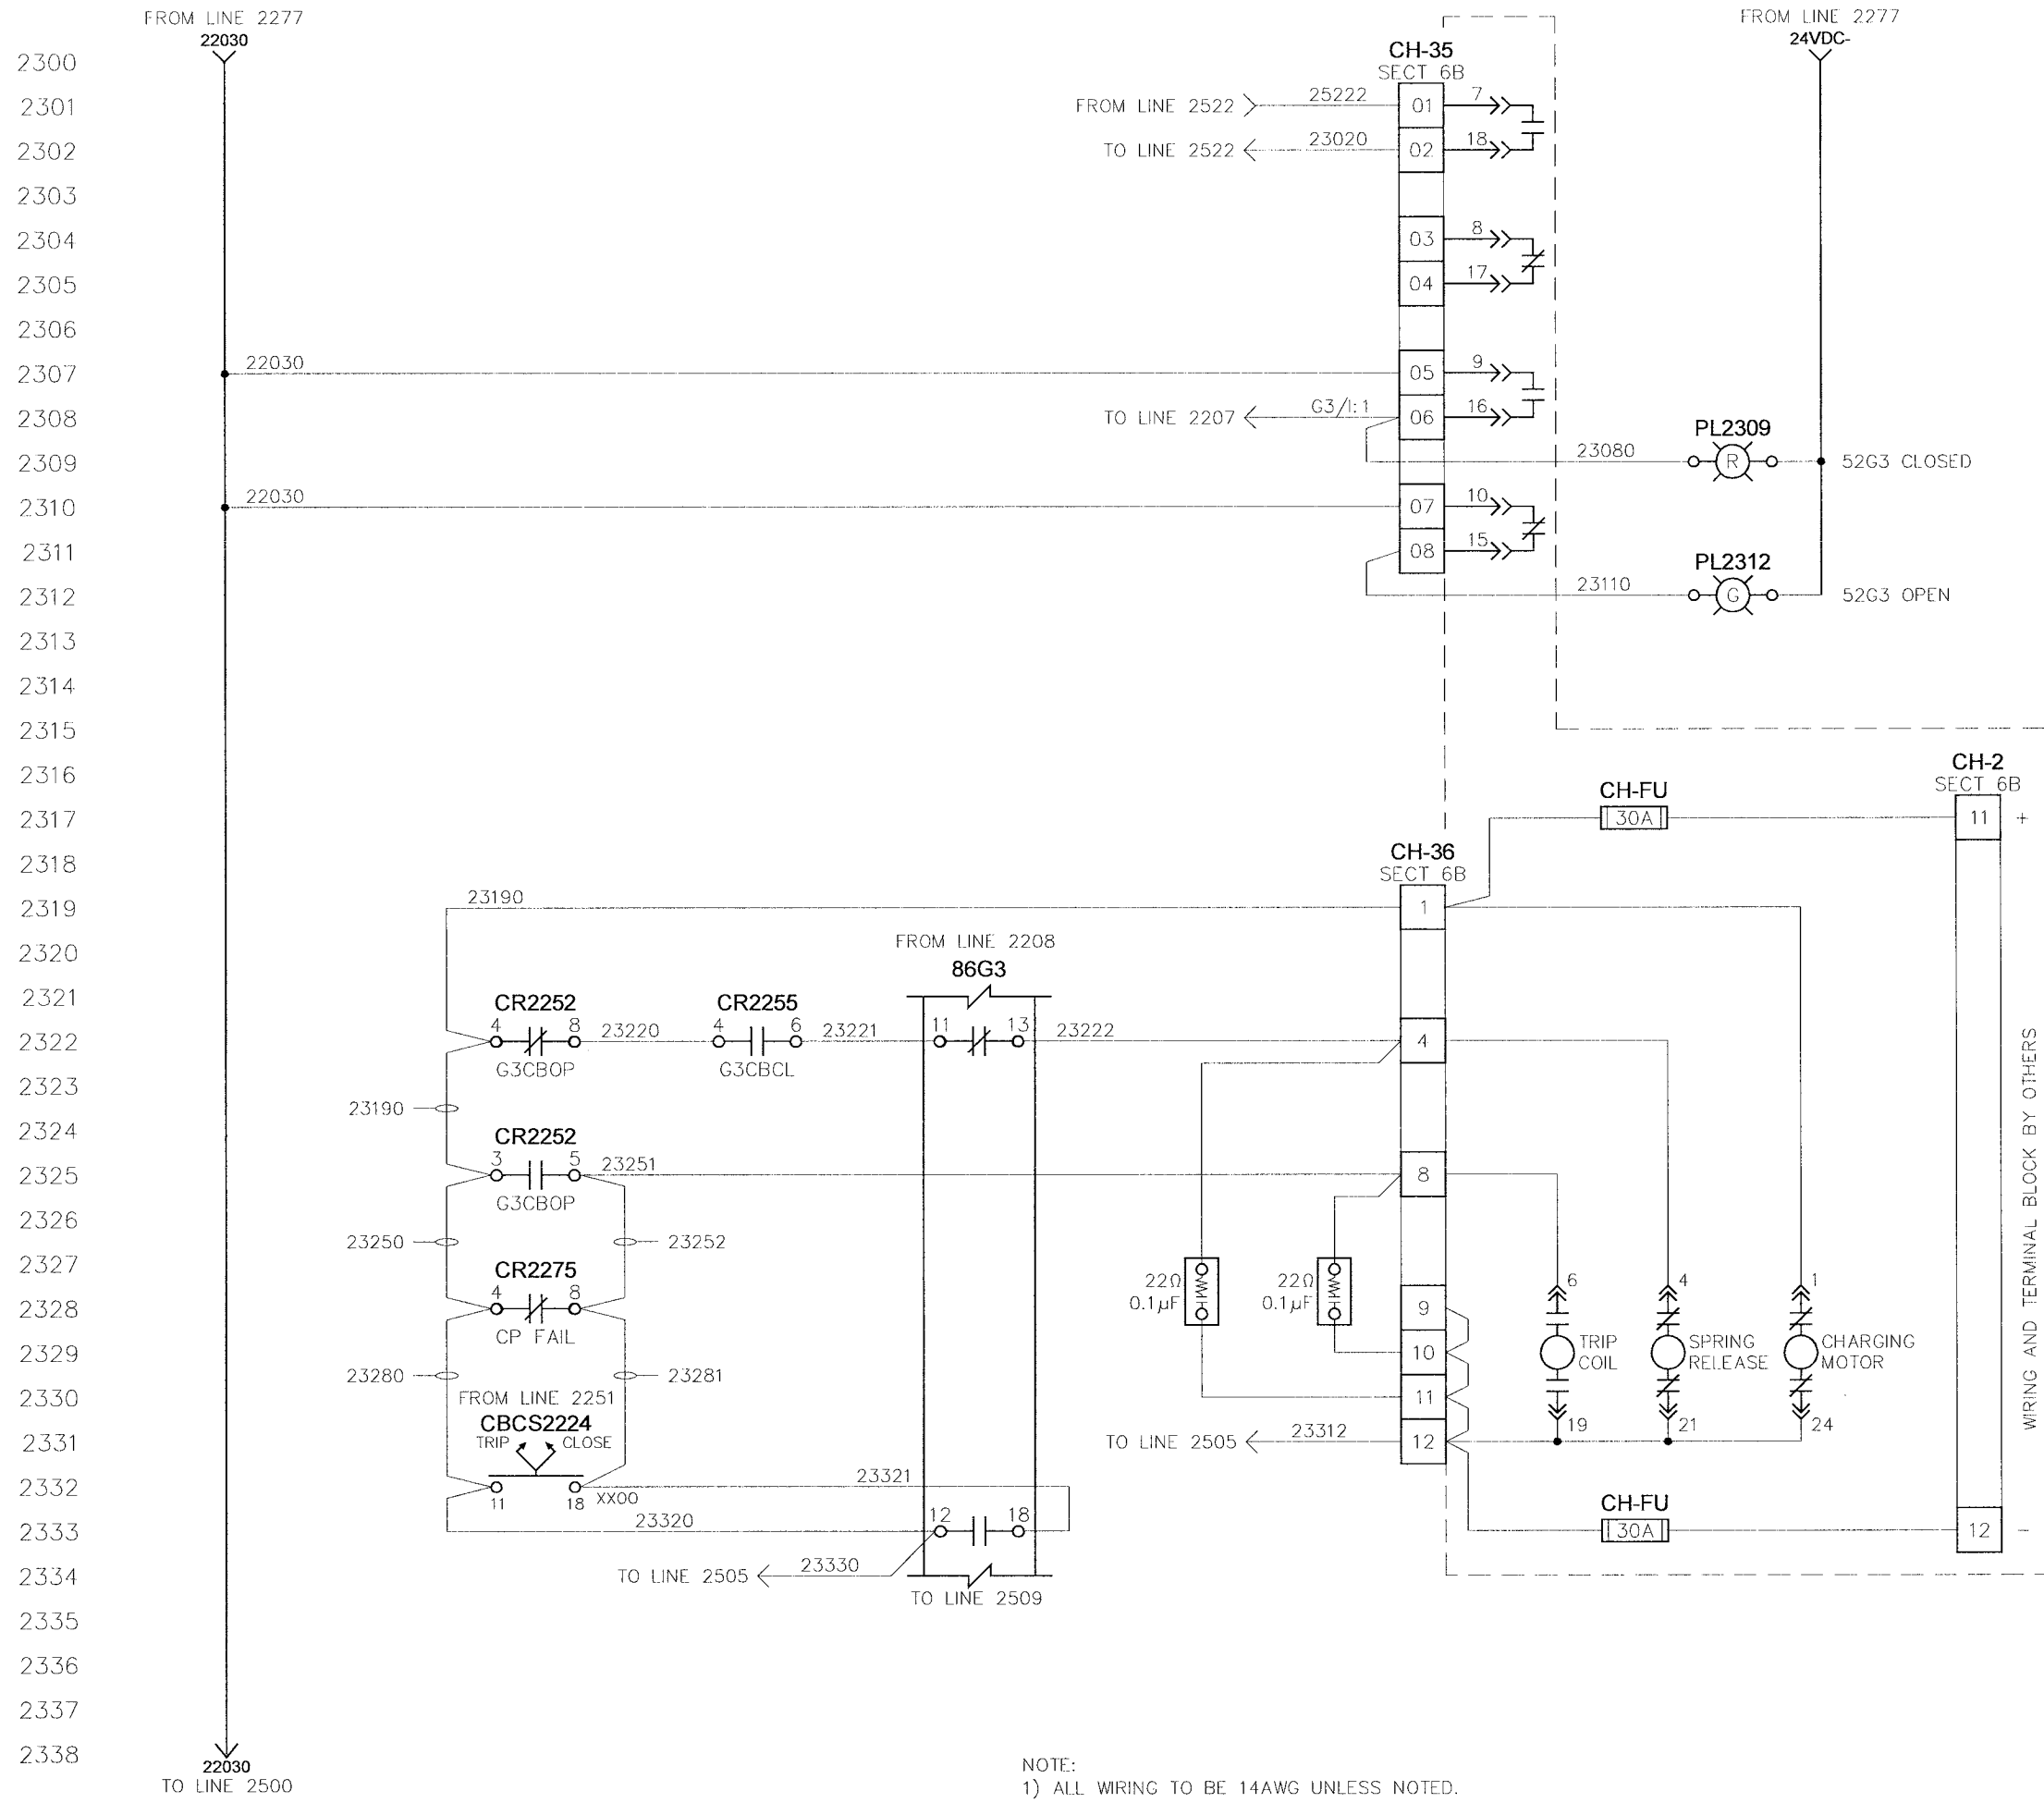 FROM LINE 2277
22030
FROM LINE 2277
24VDC-
2300
CH-35
SECT 6B
2301
FROM LINE 2522
25222
01
7
2302
TO LINE 2522
23020
02
18
2303
2304
03
8
2305
04
17
2306
2307
22030
05
9
2308
TO LINE 2207
G3/I:1
06
16
PL2309
2309
23080
R
52G3 CLOSED
2310
22030
07
10
2311
08
15
PL2312
2312
23110
G
52G3 OPEN
2313
2314
2315
2316
CH-2
SECT 6B
CH-FU
2317
30A
11
+
2318
CH-36
SECT 6B
2319
23190
1
2320
FROM LINE 2208
86G3
2321
CR2252
CR2255
2322
4
8
23220
4
6
23221
11
13
23222
4
G3CBOP
G3CBCL
2323
23190
2324
CR2252
2325
3
5
23251
8
G3CBOP
2326
23250
23252
2327
CR2275
22Ω
0.1µF
22Ω
0.1µF
6
4
1
2328
4
8
9
CP FAIL
2329
10
TRIP
COIL
SPRING
RELEASE
CHARGING
MOTOR
23280
23281
2330
FROM LINE 2251
11
CBCS2224
2331
TRIP
CLOSE
TO LINE 2505
23312
12
19
21
24
2332
11
18
XX00
23321
CH-FU
2333
23320
12
18
30A
12
-
2334
TO LINE 2505
23330
TO LINE 2509
WIRING AND TERMINAL BLOCK BY OTHERS
2335
2336
2337
2338
22030
TO LINE 2500
NOTE:
1) ALL WIRING TO BE 14AWG UNLESS NOTED.